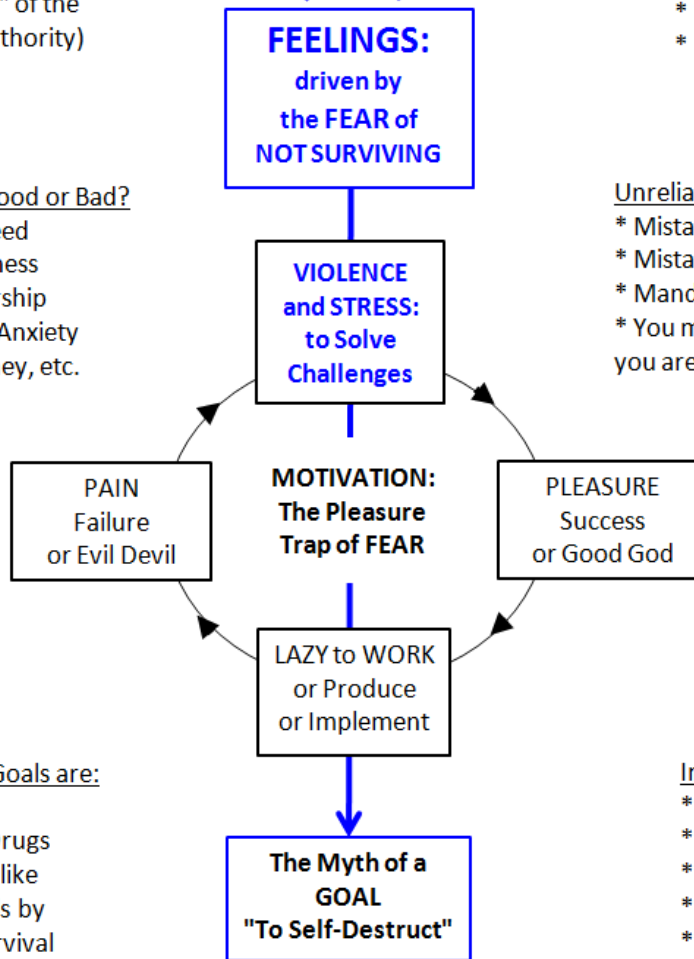 " of the
thority)
*
*
FEELINGS:
driven by
the FEAR of
NOT SURVIVING
ood or Bad?
eed
ness
rship
Anxiety
ey, etc.
Unrelia
* Mista
* Mista
* Mand
* You m
you are
VIOLENCE
and STRESS:
to Solve
Challenges
PAIN
Failure
or Evil Devil
MOTIVATION:
The Pleasure
Trap of FEAR
PLEASURE
Success
or Good God
LAZY to WORK
or Produce
or Implement
Goals are:
rugs
like
s by
rvival
The Myth of a
GOAL
"To Self-Destruct"
*
*
*
*
*